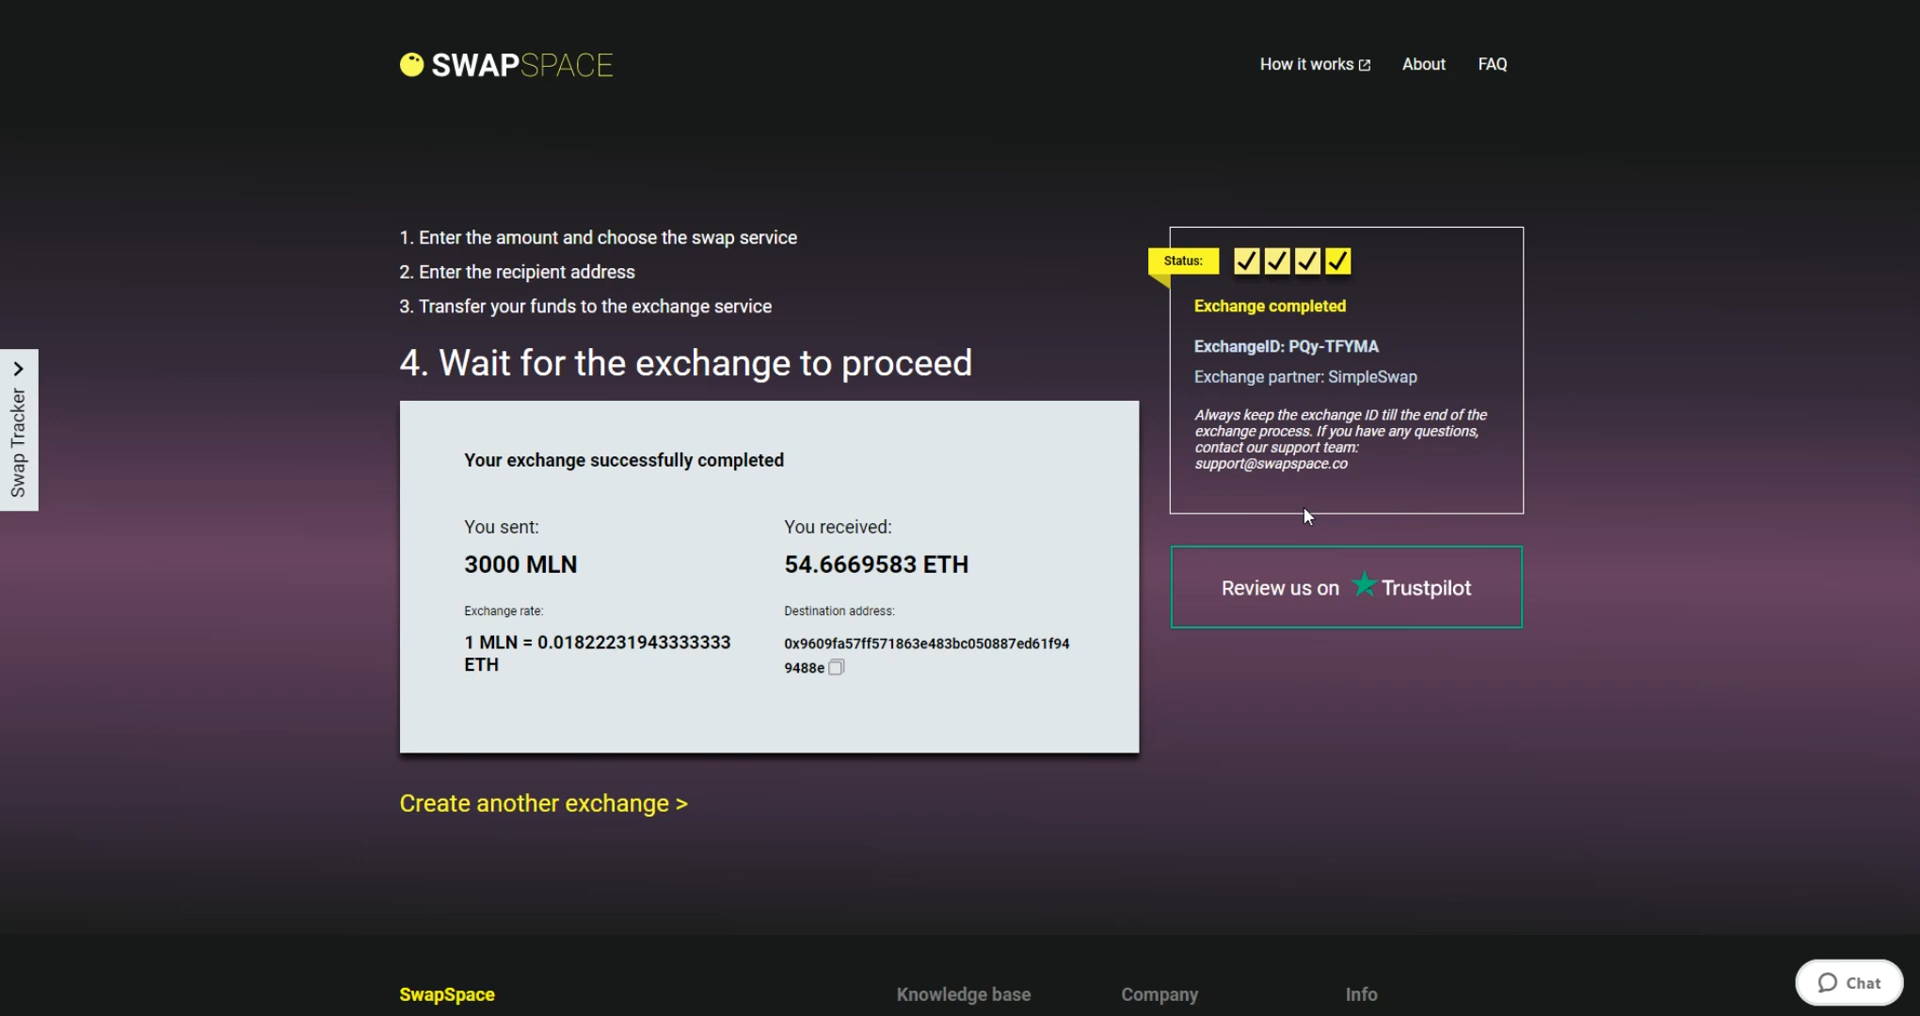 SWAPSPACE
How it works
About
FAQ
1. Enter the amount and choose the swap service
2. Enter the recipient address
3. Transfer your funds to the exchange service
4. Wait for the exchange to proceed
Swap Tracker
Your exchange successfully completed
You sent:
3000 MLN
Exchange rate:
1 MLN = 0.01822231943333333
ETH
You received:
54.6669583 ETH
Destination address:
0x9609fa57ff571863e483bc050887ed61f94
9488e
Create another exchange >
Status:
Exchange completed
ExchangeID: PQy-TFYMA
Exchange partner: SimpleSwap
Always keep the exchange ID till the end of the
exchange process. If you have any questions,
contact our support team:
support@swapspace.co
Review us on Trustpilot
SwapSpace
Knowledge base
Company
Info
Chat